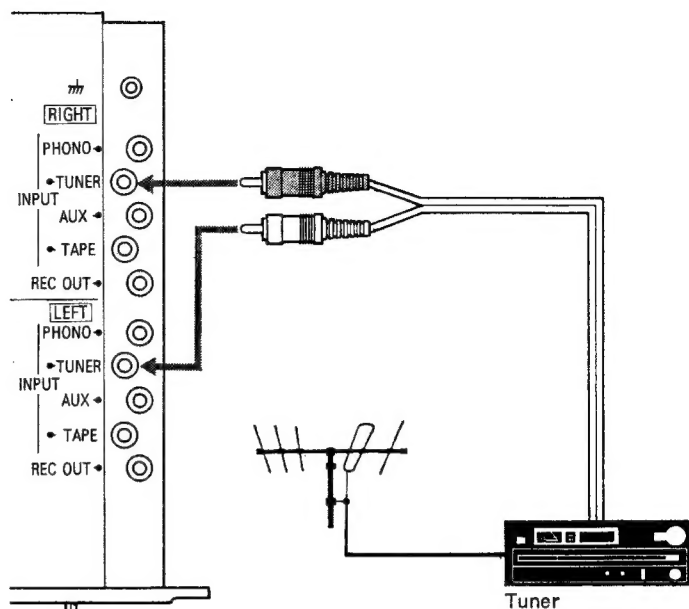 RIGHT
PHONO
TUNER
INPUT
AUX
TAPE
REC OUT
LEFT
PHONO
TUNER
INPUT
AUX
TAPE
REC OUT
Tuner